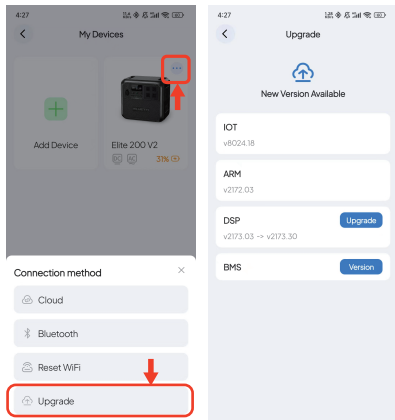 4:27
My Devices
Add Device
Elite 200 V2
31%
Connection method
Cloud
Bluetooth
Reset WiFi
Upgrade
4:27
Upgrade
New Version Available
IOT
v8024.18
ARM
v2172.03
DSP
Upgrade
v2173.03 -> v2173.30
BMS
Version